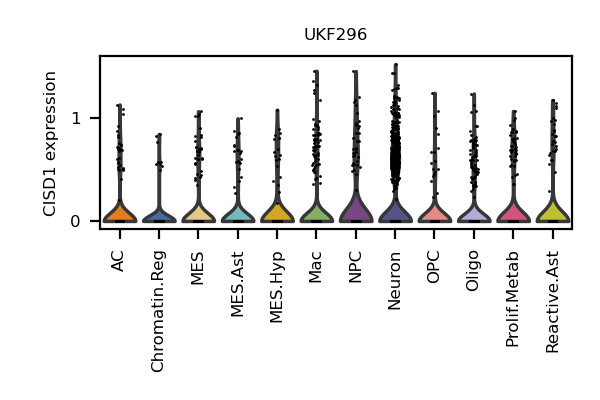 UKF296
CISD1 expression
1
0
AC
Chromatin.Reg
MES
MES.Ast
MES.Hyp
Mac
NPC
Neuron
OPC
Oligo
Prolif.Metab
Reactive.Ast